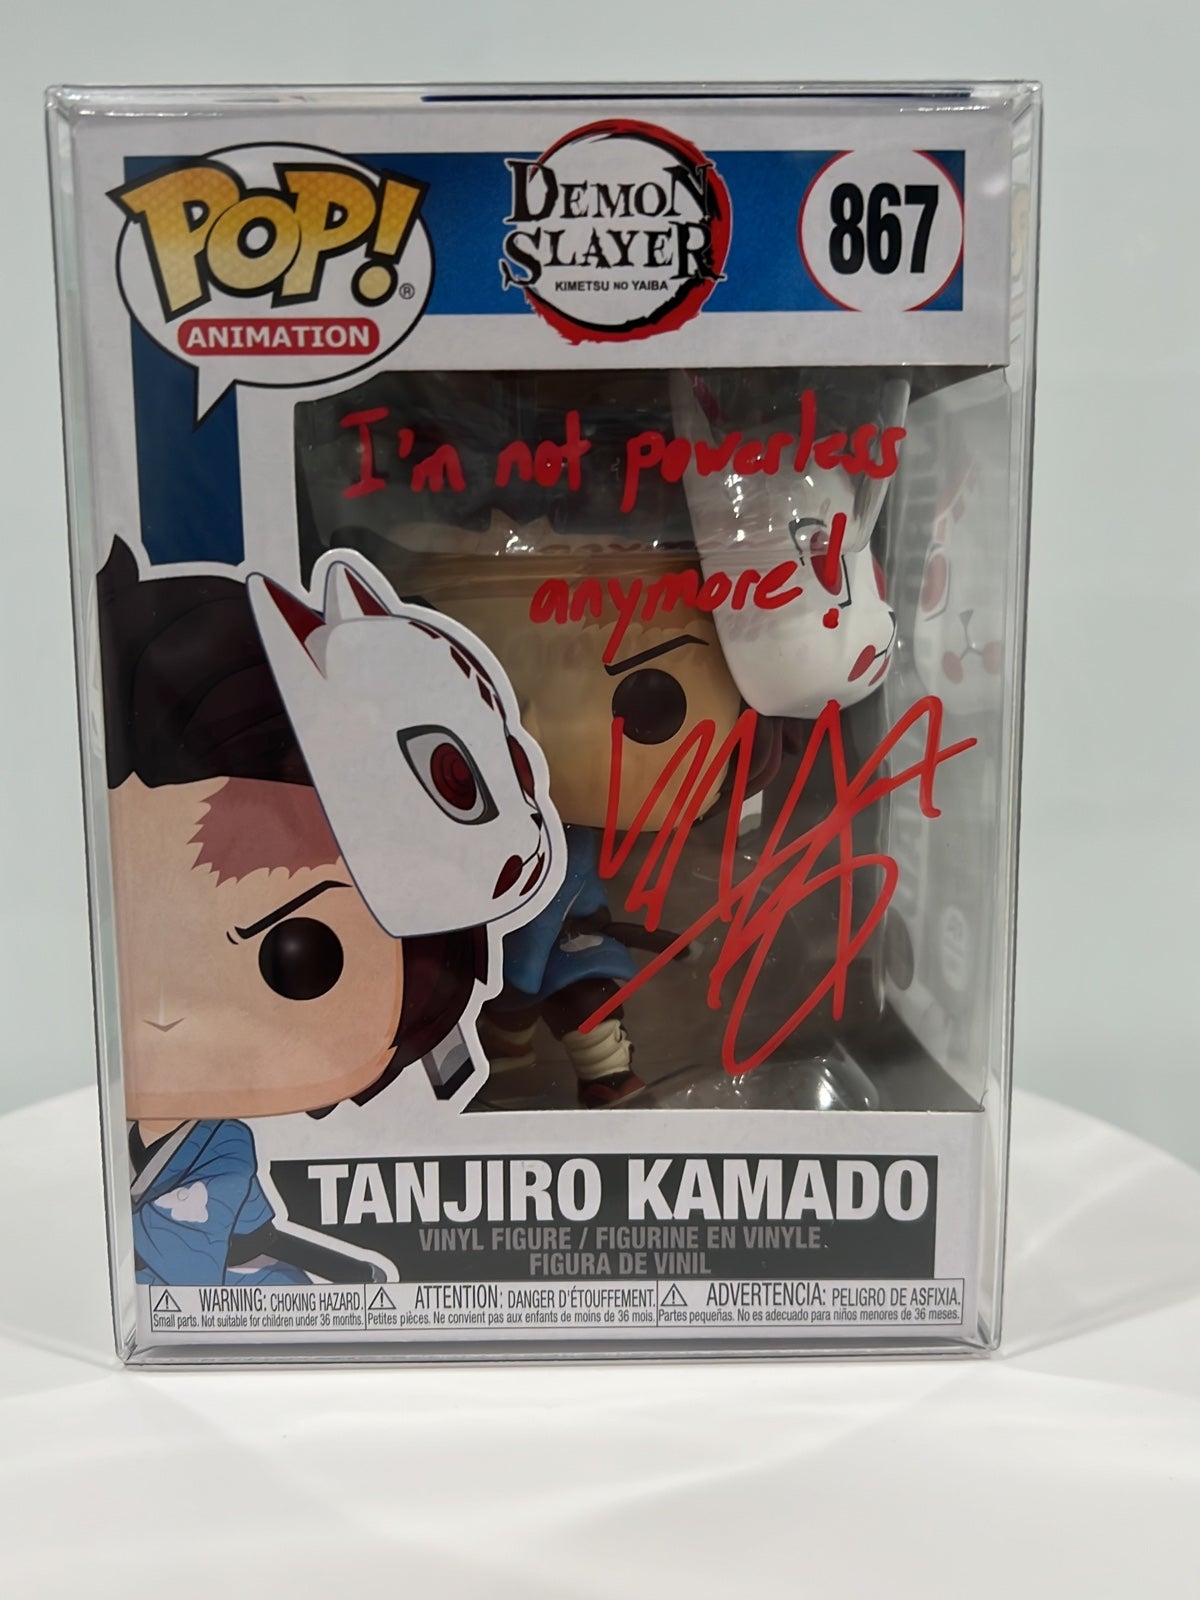 POP!
ANIMATION
DEMON
SLAYER
KIMETSU NO YAIBA
867
I'm not powerless
anymore!
TANJIRO KAMADO
VINYL FIGURE / FIGURINE EN VINYLE
FIGURA DE VINIL
WARNING: CHOKING HAZARD.
Small parts. Not suitable for children under 36 months.
ATTENTION: DANGER D'ÉTOUFFEMENT.
Petites pièces. Ne convient pas aux enfants de moins de 36 mois.
ADVERTENCIA: PELIGRO DE ASFIXIA.
Partes pequeñas. No es adecuado para niños menores de 36 meses.